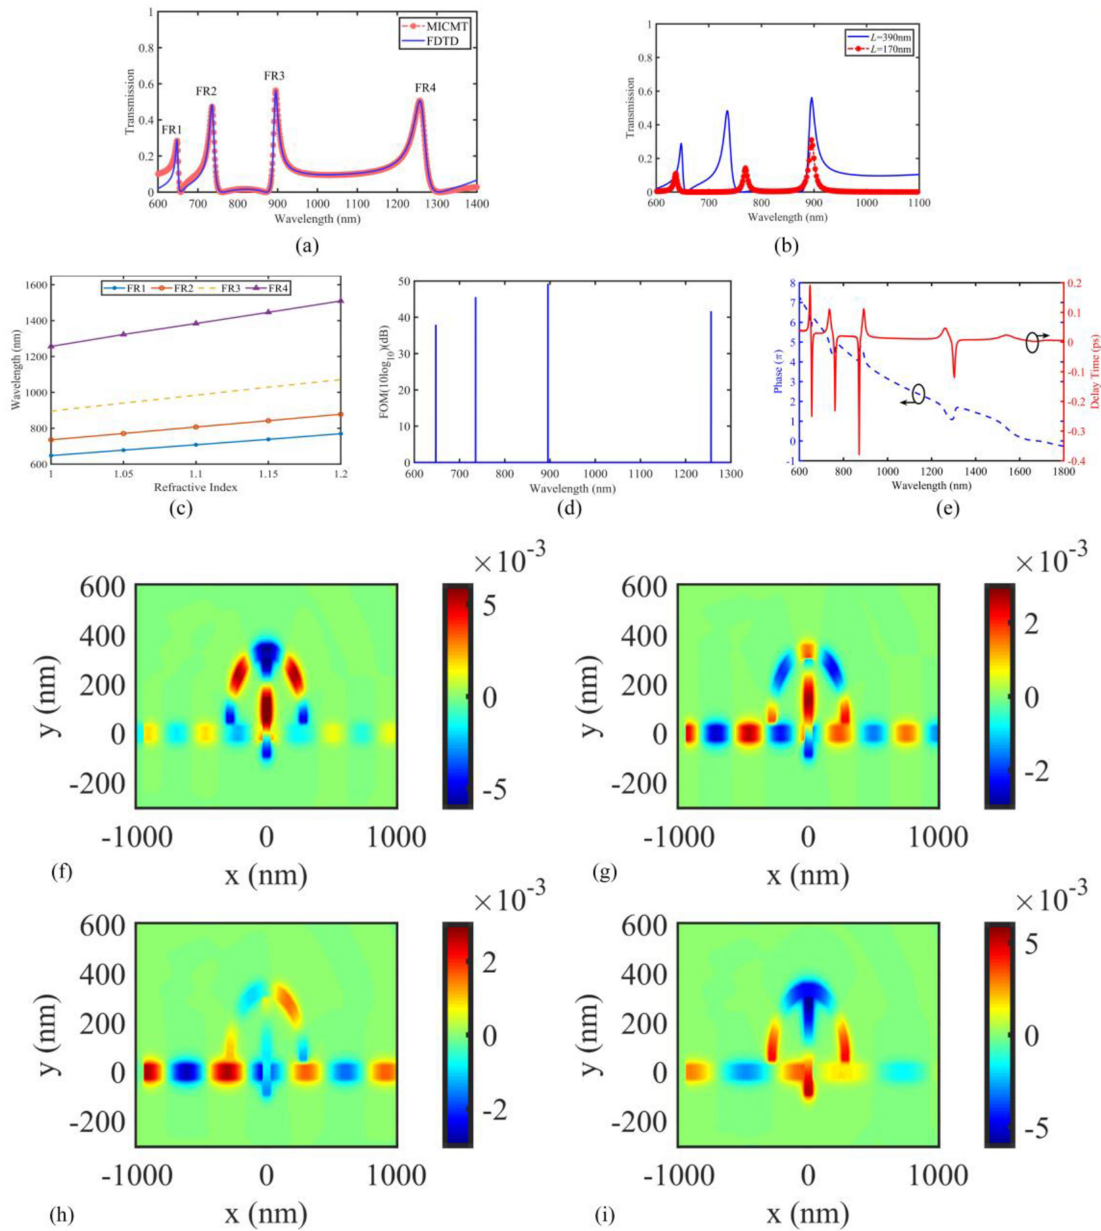 1
0.8
0.6
0.4
0.2
0
Transmission
MICMT
FDTD
FR1
FR2
FR3
FR4
600 700 800 900 1000 1100 1200 1300 1400
Wavelength (nm)
(a)
1
0.8
0.6
0.4
0.2
0
Transmission
L=390nm
L=170nm
600 700 800 900 1000 1100
Wavelength (nm)
(b)
1600
1400
1200
1000
800
600
Wavelength (nm)
FR1 FR2 FR3 FR4
1 1.05 1.1 1.15 1.2
Refractive Index
(c)
50
40
30
20
10
0
FOM(10log10)(dB)
600 700 800 900 1000 1100 1200 1300
Wavelength (nm)
(d)
8
7
6
5
4
3
2
1
0
-1
Phase (π)
0.2
0.1
0
-0.1
-0.2
-0.3
-0.4
Delay Time (ps)
600 800 1000 1200 1400 1600 1800
Wavelength (nm)
(e)
×10-3
600
400
200
0
-200
y (nm)
5
0
-5
-1000 0 1000
x (nm)
(f)
×10-3
600
400
200
0
-200
y (nm)
2
0
-2
-1000 0 1000
x (nm)
(g)
×10-3
600
400
200
0
-200
y (nm)
2
0
-2
-1000 0 1000
x (nm)
(h)
×10-3
600
400
200
0
-200
y (nm)
5
0
-5
-1000 0 1000
x (nm)
(i)